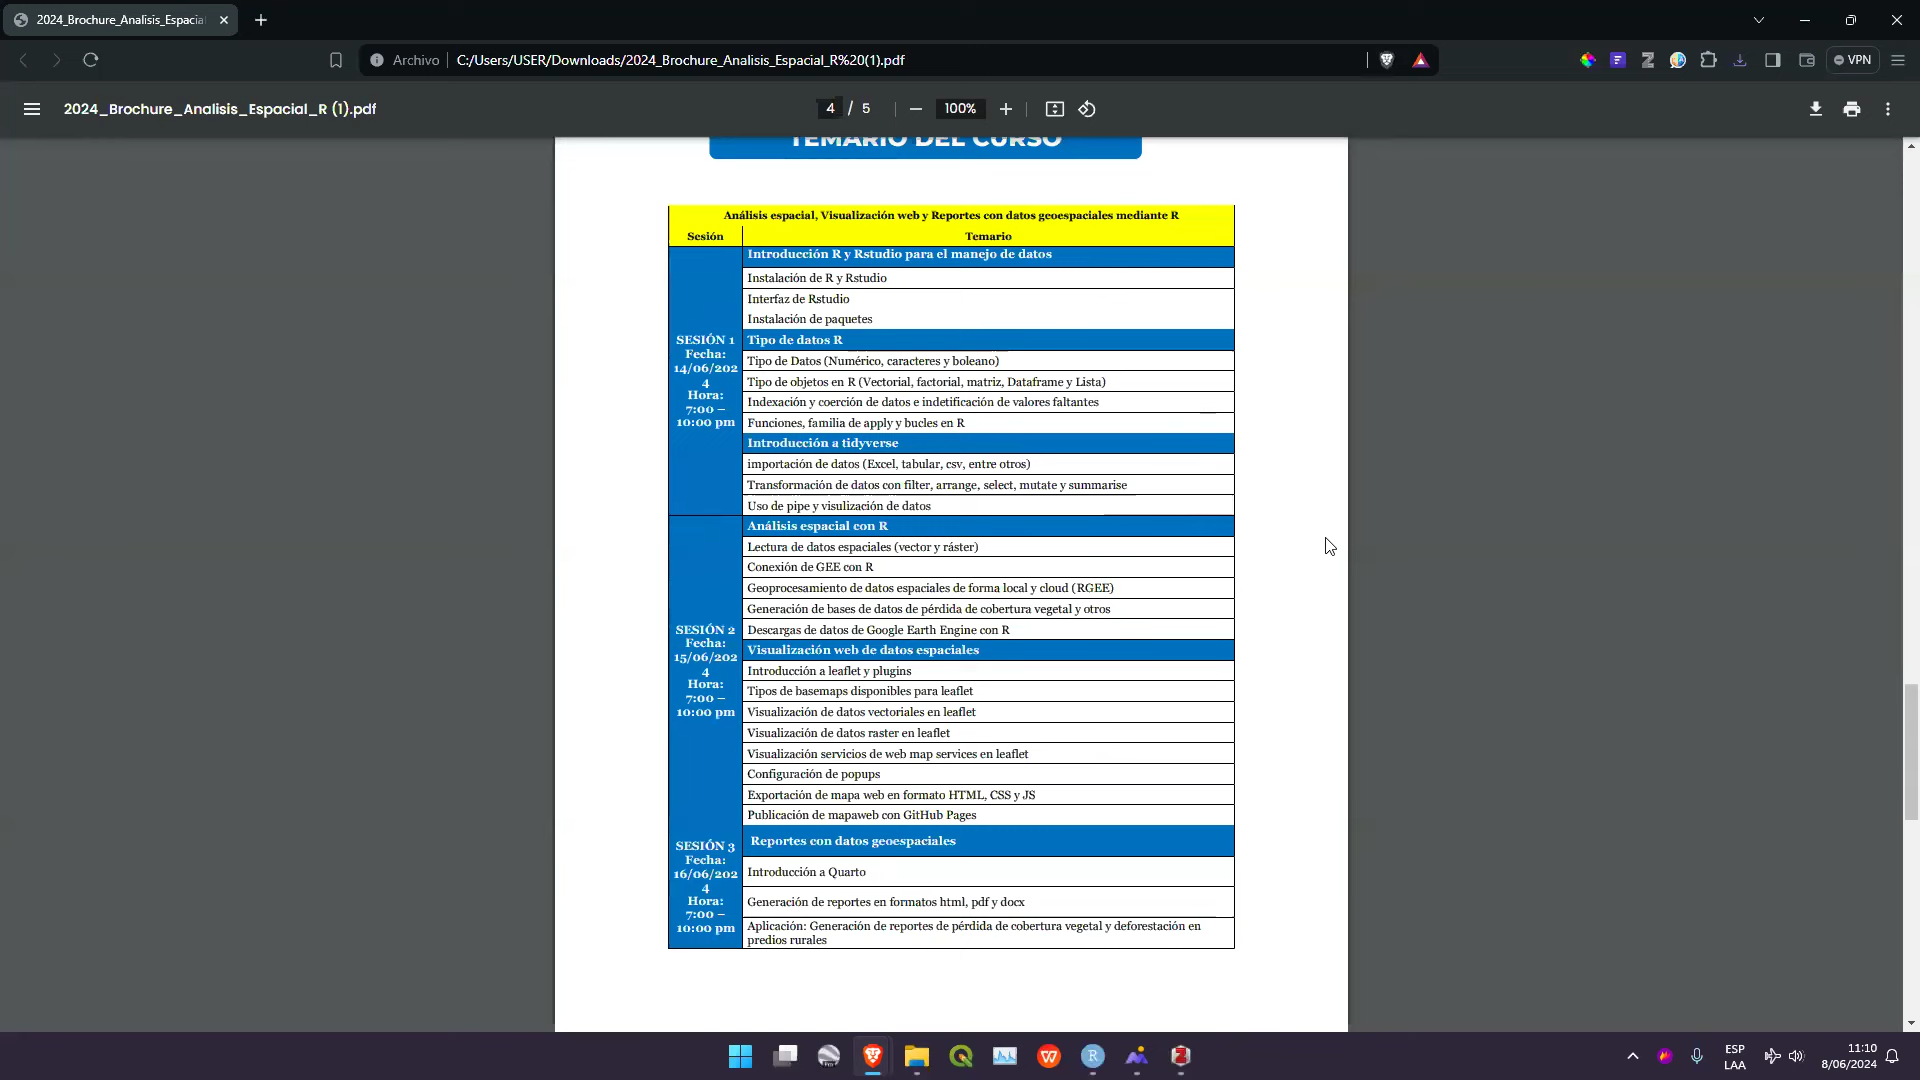 2024_Brochure_Analisis_Espacia
Archivo
C:/Users/USER/Downloads/2024_Brochure_Analisis_Espacial_R%20(1).pdf
VPN
2024_Brochure_Analisis_Espacial_R (1).pdf
4 / 5
100%
TEMARIO DEL CURSO
Análisis espacial, Visualización web y Reportes con datos geoespaciales mediante R
Sesión
Temario
SESIÓN 1
Fecha:
14/06/202
4
Hora:
7:00 –
10:00 pm
Introducción R y Rstudio para el manejo de datos
Instalación de R y Rstudio
Interfaz de Rstudio
Instalación de paquetes
Tipo de datos R
Tipo de Datos (Numérico, caracteres y boleano)
Tipo de objetos en R (Vectorial, factorial, matriz, Dataframe y Lista)
Indexación y coerción de datos e indetificación de valores faltantes
Funciones, familia de apply y bucles en R
Introducción a tidyverse
importación de datos (Excel, tabular, csv, entre otros)
Transformación de datos con filter, arrange, select, mutate y summarise
Uso de pipe y visulización de datos
SESIÓN 2
Fecha:
15/06/202
4
Hora:
7:00 –
10:00 pm
Análisis espacial con R
Lectura de datos espaciales (vector y ráster)
Conexión de GEE con R
Geoprocesamiento de datos espaciales de forma local y cloud (RGEE)
Generación de bases de datos de pérdida de cobertura vegetal y otros
Descargas de datos de Google Earth Engine con R
Visualización web de datos espaciales
Introducción a leaflet y plugins
Tipos de basemaps disponibles para leaflet
Visualización de datos vectoriales en leaflet
Visualización de datos raster en leaflet
Visualización servicios de web map services en leaflet
Configuración de popups
Exportación de mapa web en formato HTML, CSS y JS
Publicación de mapaweb con GitHub Pages
SESIÓN 3
Fecha:
16/06/202
4
Hora:
7:00 –
10:00 pm
Reportes con datos geoespaciales
Introducción a Quarto
Generación de reportes en formatos html, pdf y docx
Aplicación: Generación de reportes de pérdida de cobertura vegetal y deforestación en
predios rurales
ESP
LAA
11:10
8/06/2024